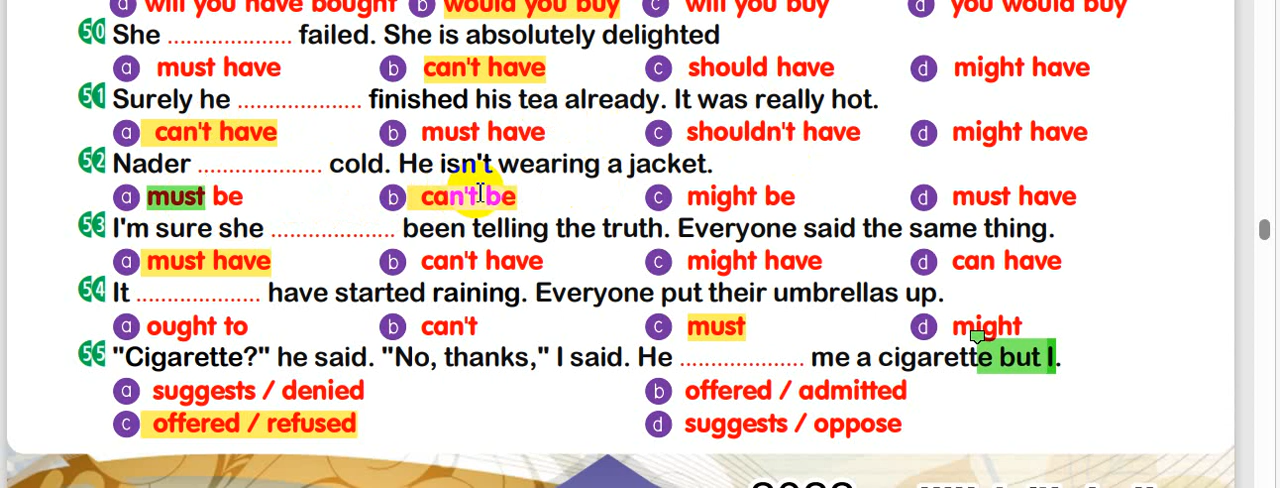 a will you have bought b would you buy c will you buy d you would buy
50 She .................... failed. She is absolutely delighted
a must have b can't have c should have d might have
51 Surely he .................... finished his tea already. It was really hot.
a can't have b must have c shouldn't have d might have
52 Nader .................... cold. He isn't wearing a jacket.
a must be b can't be c might be d must have
53 I'm sure she .................... been telling the truth. Everyone said the same thing.
a must have b can't have c might have d can have
54 It .................... have started raining. Everyone put their umbrellas up.
a ought to b can't c must d might
55 "Cigarette?" he said. "No, thanks," I said. He .................... me a cigarette but I.
a suggests / denied b offered / admitted
c offered / refused d suggests / oppose